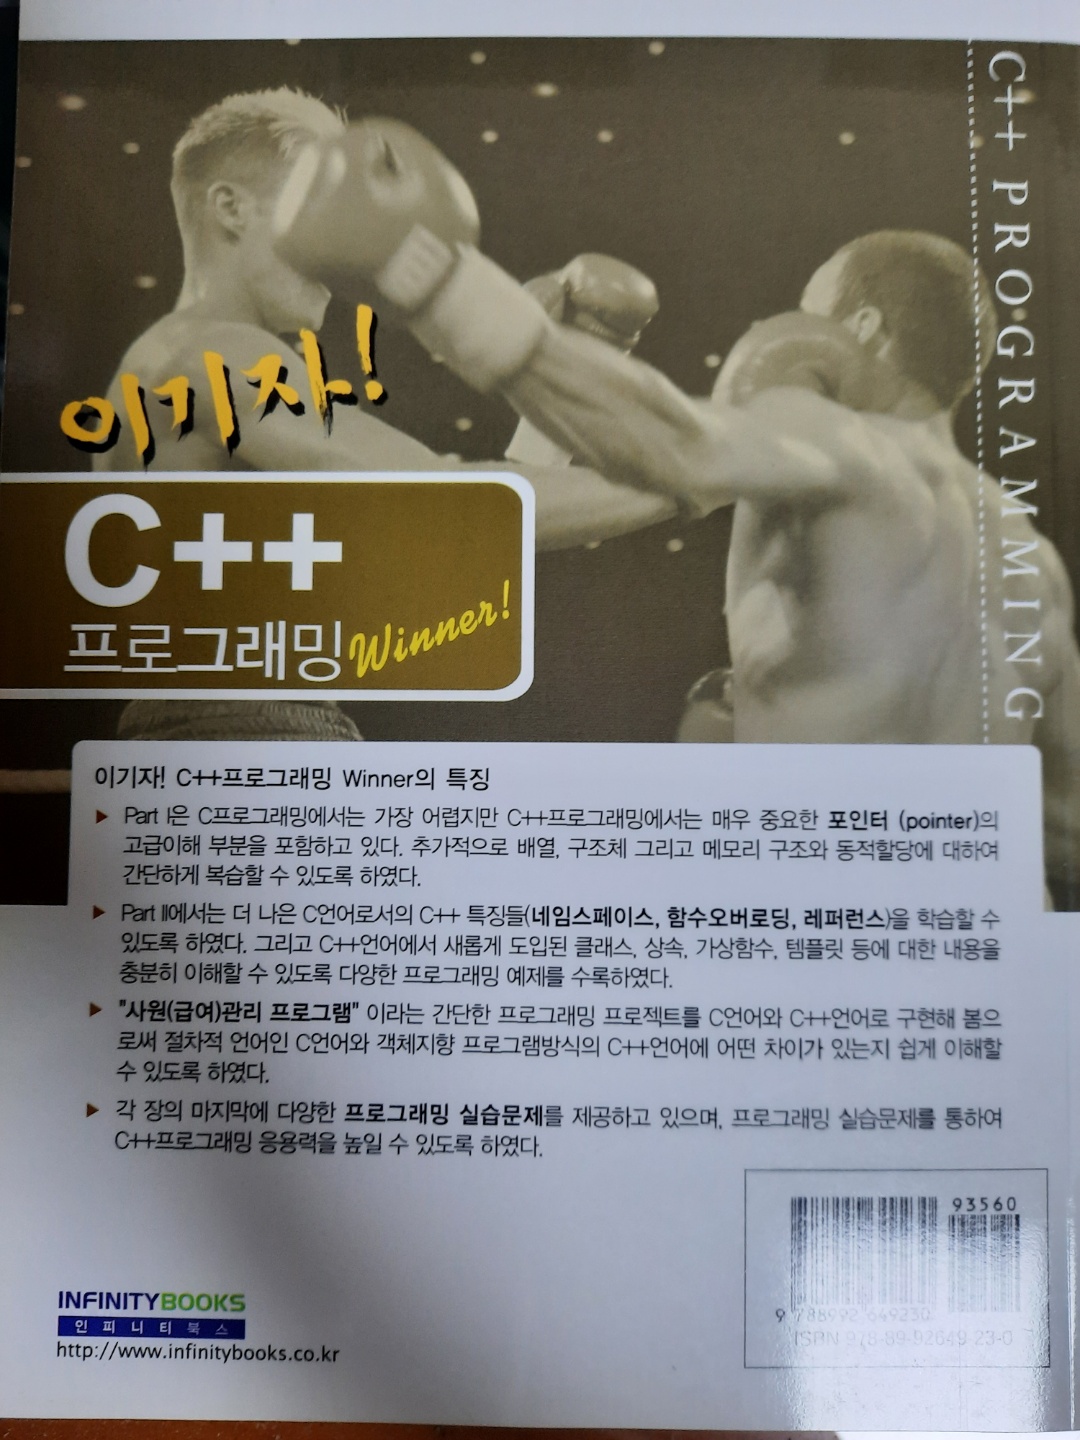 C++ PROGRAMMING
이기자!
C++
프로그래밍 Winner!
이기자! C++프로그래밍 Winner의 특징
▶ Part I은 C프로그래밍에서는 가장 어렵지만 C++프로그래밍에서는 매우 중요한 포인터 (pointer)의
고급이해 부분을 포함하고 있다. 추가적으로 배열, 구조체 그리고 메모리 구조와 동적할당에 대하여
간단하게 복습할 수 있도록 하였다.
▶ Part II에서는 더 나은 C언어로서의 C++ 특징들(네임스페이스, 함수오버로딩, 레퍼런스)을 학습할 수
있도록 하였다. 그리고 C++언어에서 새롭게 도입된 클래스, 상속, 가상함수, 템플릿 등에 대한 내용을
충분히 이해할 수 있도록 다양한 프로그래밍 예제를 수록하였다.
▶ "사원(급여)관리 프로그램" 이라는 간단한 프로그래밍 프로젝트를 C언어와 C++언어로 구현해 봄으
로써 절차적 언어인 C언어와 객체지향 프로그램방식의 C++언어에 어떤 차이가 있는지 쉽게 이해할
수 있도록 하였다.
▶ 각 장의 마지막에 다양한 프로그래밍 실습문제를 제공하고 있으며, 프로그래밍 실습문제를 통하여
C++프로그래밍 응용력을 높일 수 있도록 하였다.
93560
9 788992 649230
ISBN 978-89-92649-23-0
INFINITYBOOKS
인피니티북스
http://www.infinitybooks.co.kr